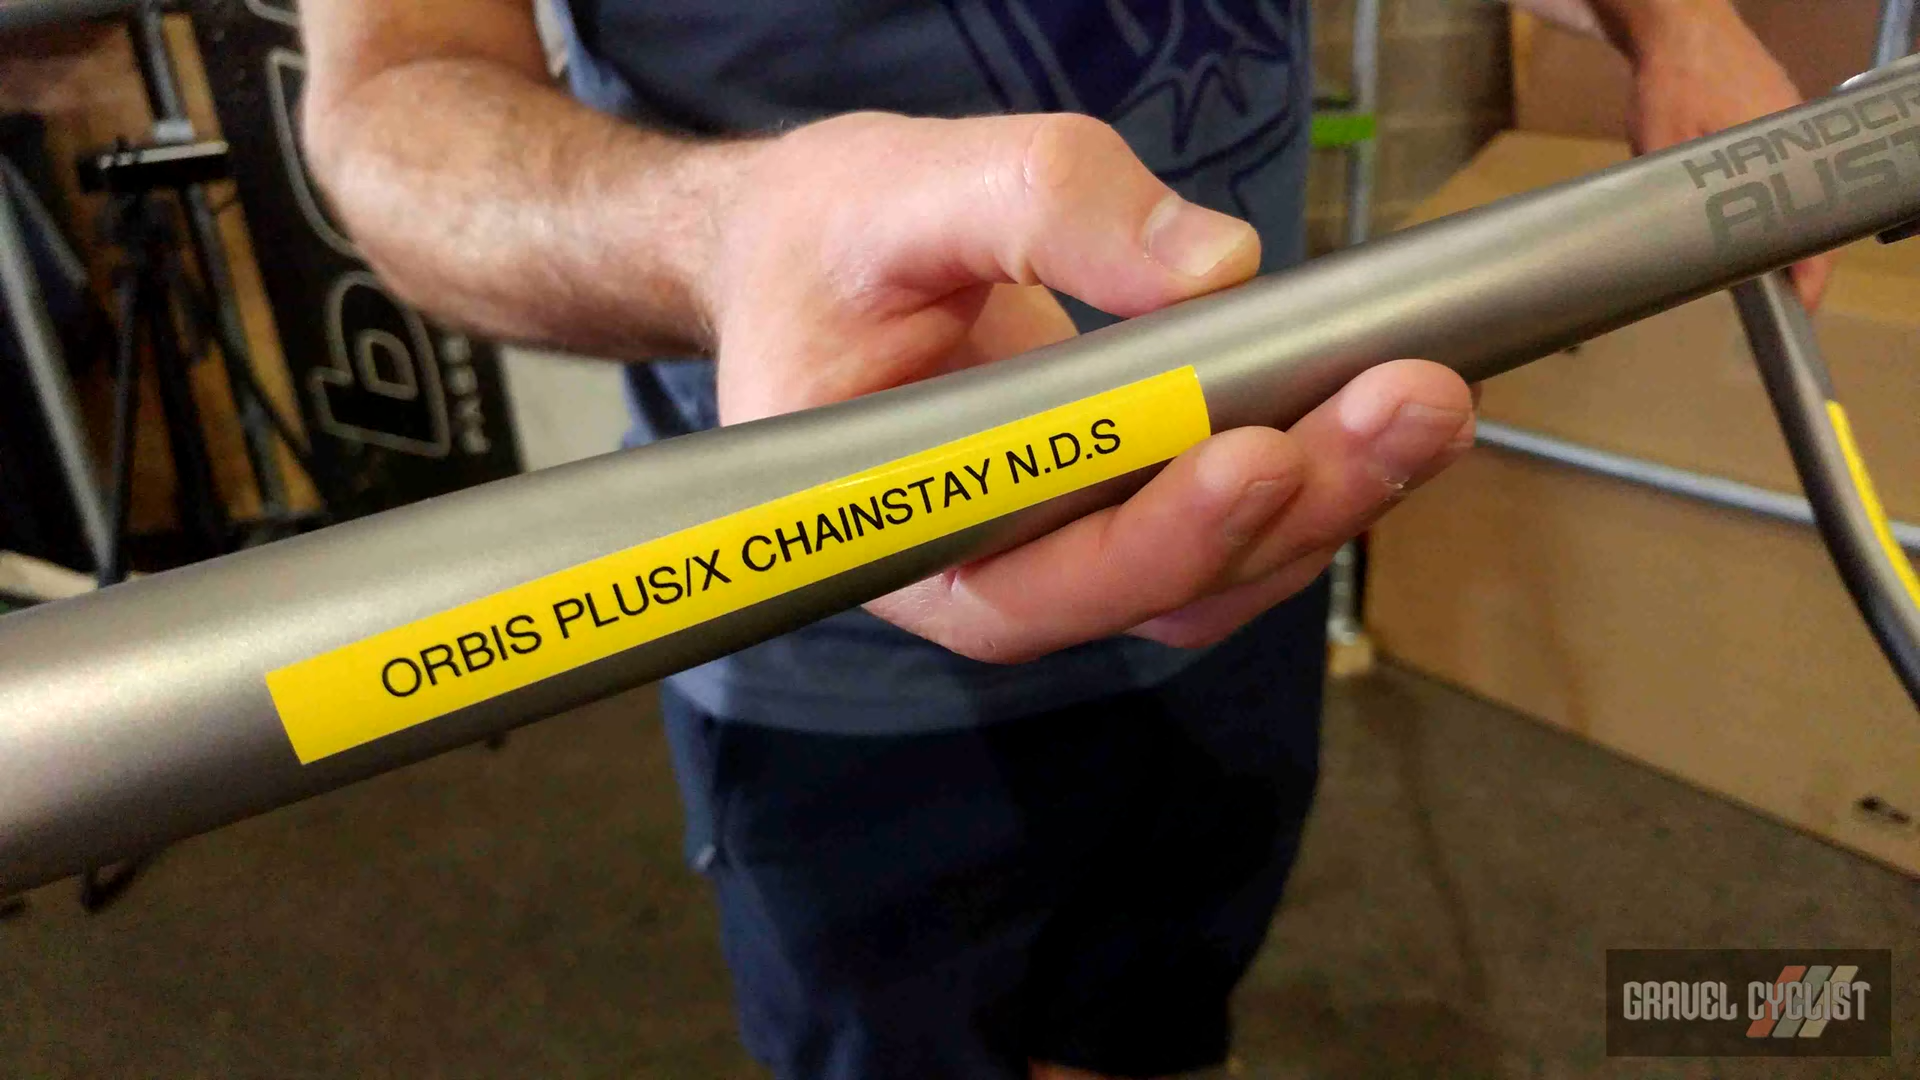 HANDCR
AUST
ORBIS PLUS/X CHAINSTAY N.D.S
b
GRAVEL CYCLIST